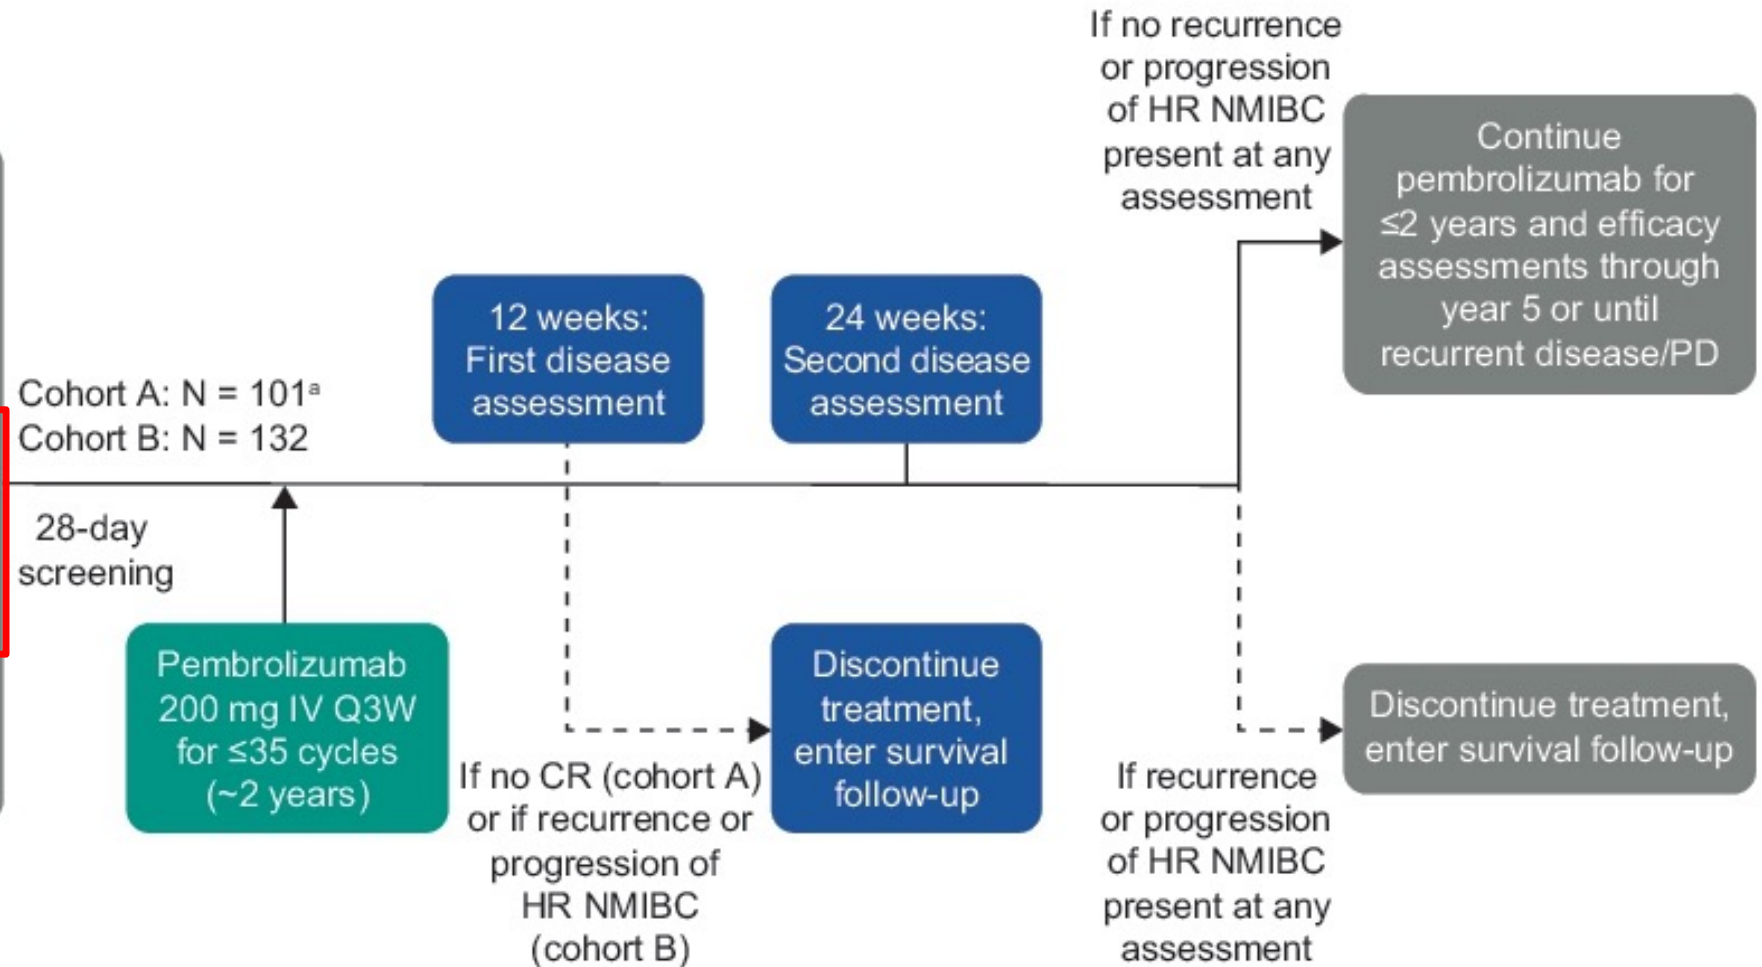 If no recurrence
or progression
of HR NMIBC
present at any
assessment
Continue
pembrolizumab for
≤2 years and efficacy
assessments through
year 5 or until
recurrent disease/PD
12 weeks:
First disease
assessment
24 weeks:
Second disease
assessment
Cohort A: N = 101ᵃ
Cohort B: N = 132
28-day
screening
Pembrolizumab
200 mg IV Q3W
for ≤35 cycles
(~2 years)
If no CR (cohort A)
or if recurrence or
progression of
HR NMIBC
(cohort B)
Discontinue
treatment,
enter survival
follow-up
If recurrence
or progression
of HR NMIBC
present at any
assessment
Discontinue treatment,
enter survival follow-up